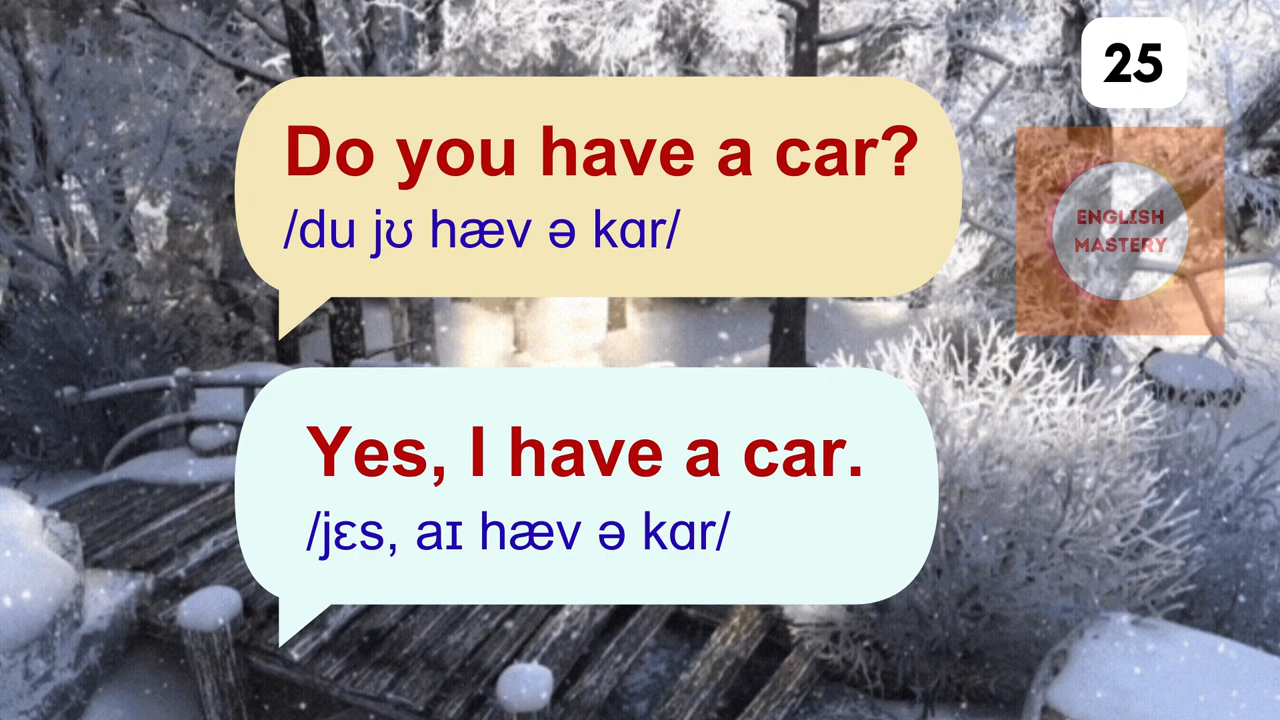 25
Do you have a car?
/du jʊ hæv ə kɑr/
ENGLISH
MASTERY
Yes, I have a car.
/jɛs, aɪ hæv ə kɑr/